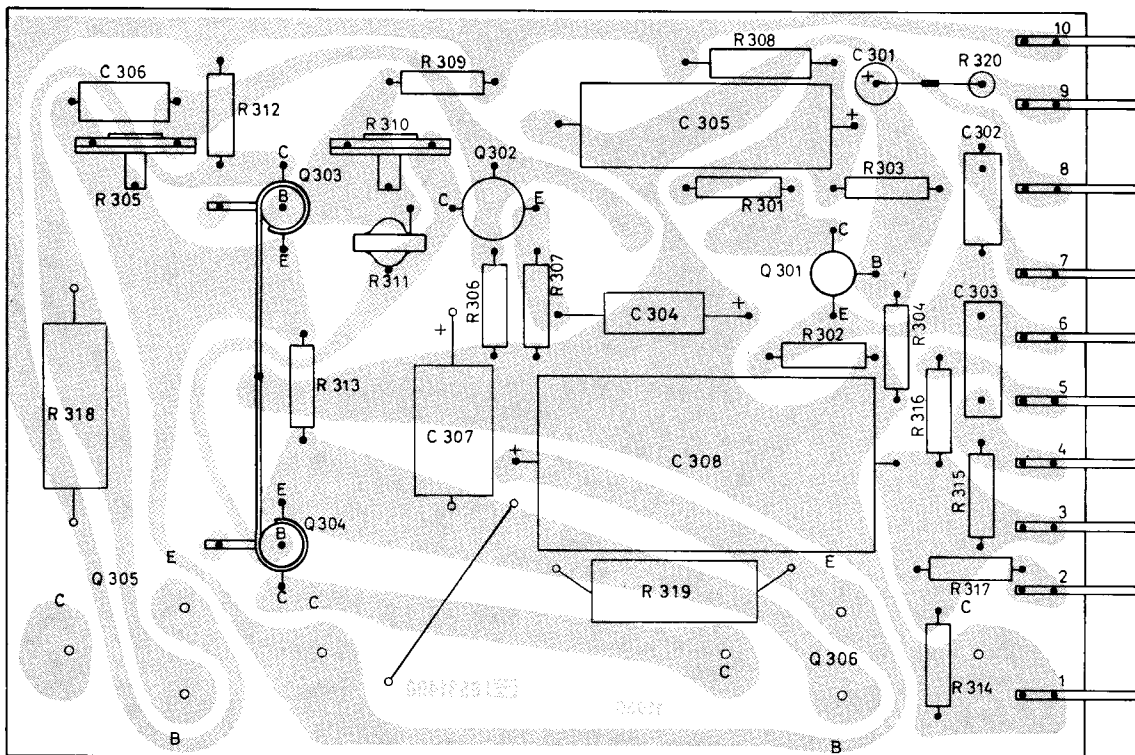 10
R 308
C 301
R 320
C 306
R 309
+
9
R 312
C 305
+
R 310
C 302
C
Q 303
Q 302
8
R 305
B
C
E
R 303
R 301
E
C
R 311
Q 301
B
7
R 306
R 307
C 303
+
C 304
+
E
R 304
6
R 302
R 313
R 316
5
R 318
C 307
+
C 308
4
R 315
E
Q 304
3
B
E
E
Q 305
R 317
2
C
C
C
R 319
C
C
Q 306
R 314
1
B
B